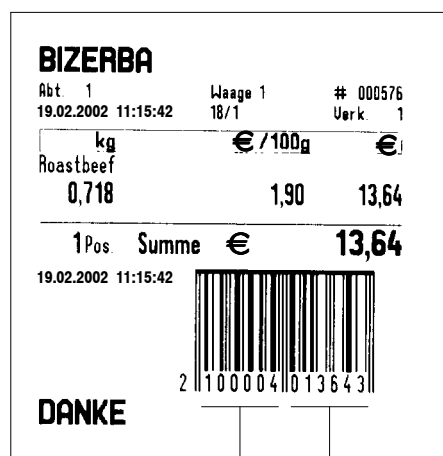 BIZERBA
Abt. 1 Waage 1 # 000576
19.02.2002 11:15:42 18/1 Verk. 1
kg €/100g €
Roastbeef
0,718 1,90 13,64
1 Pos. Summe € 13,64
19.02.2002 11:15:42
2 100004 013643
DANKE